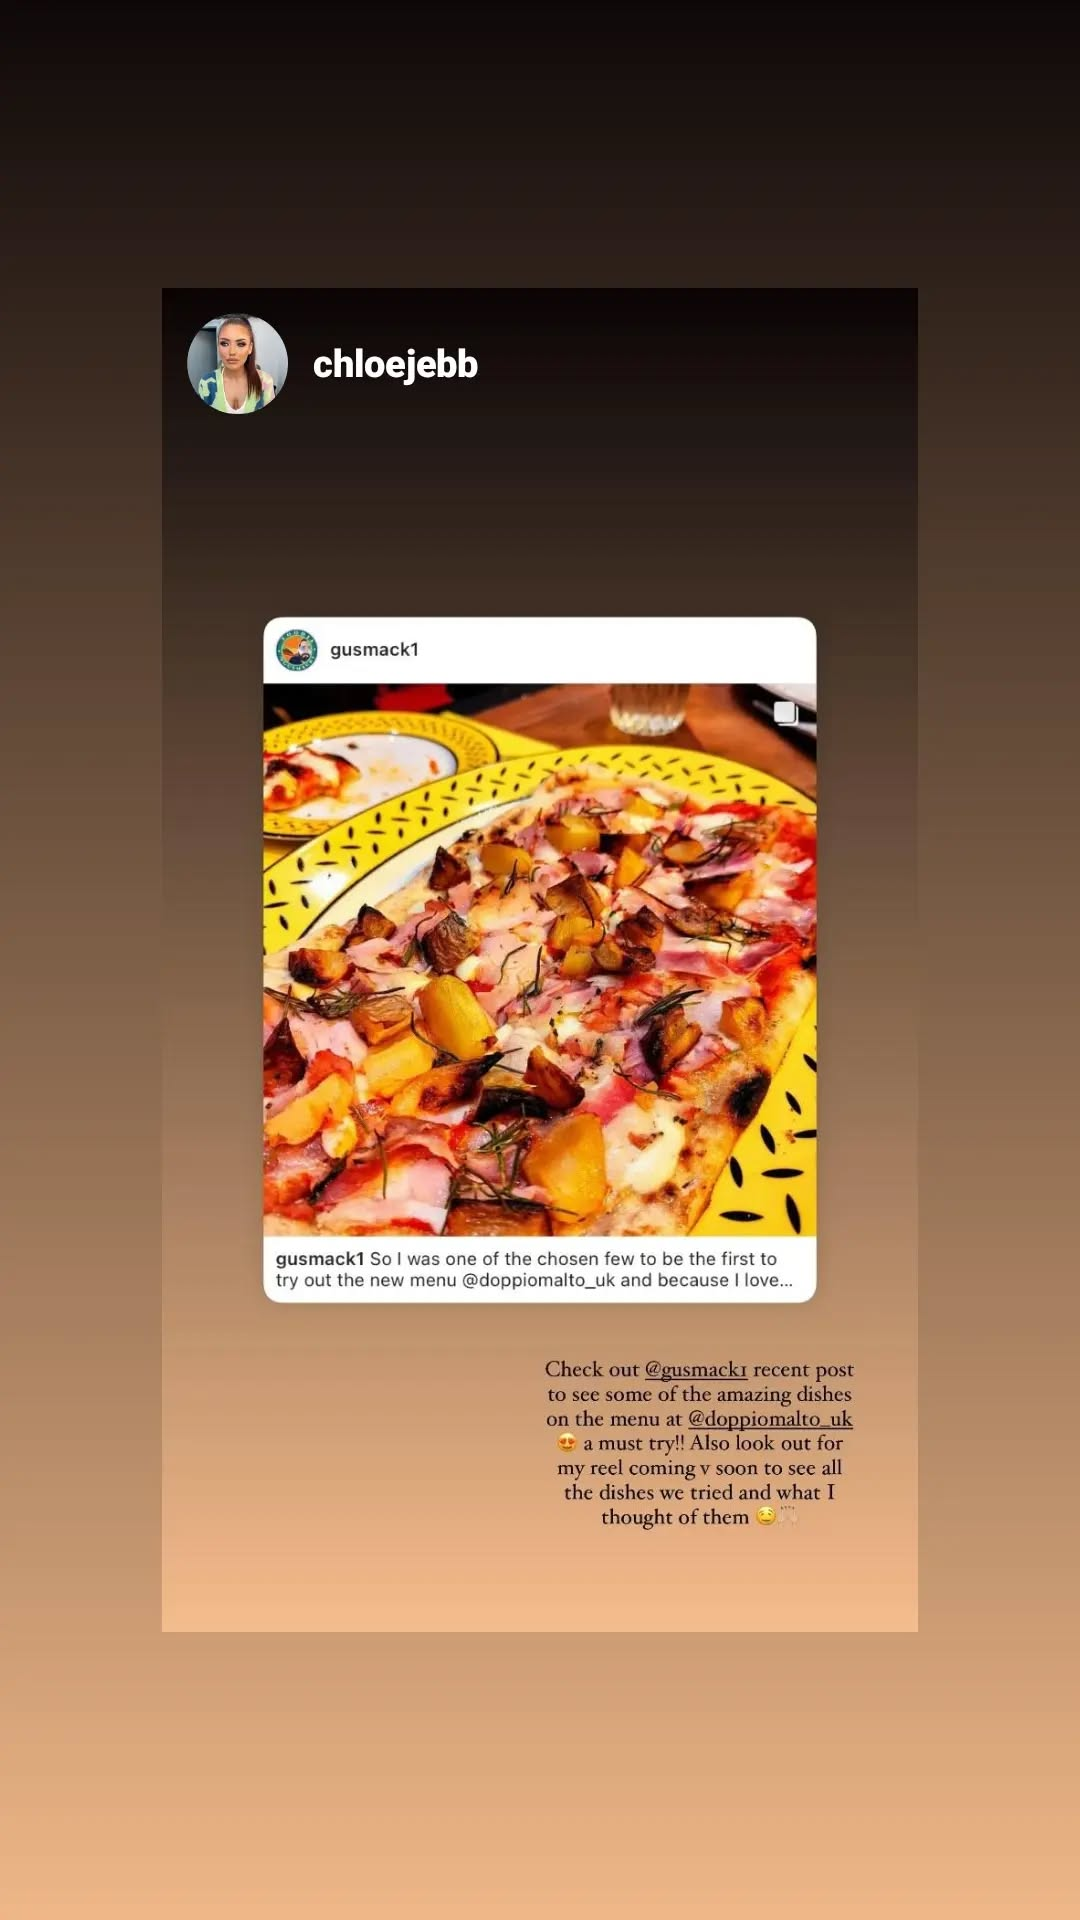 chloejebb
gusmack1
gusmack1 So I was one of the chosen few to be the first to
try out the new menu @doppiomalto_uk and because I love...
Check out @gusmack1 recent post
to see some of the amazing dishes
on the menu at @doppiomalto_uk
😍 a must try!! Also look out for
my reel coming v soon to see all
the dishes we tried and what I
thought of them 🤤🙌🏻